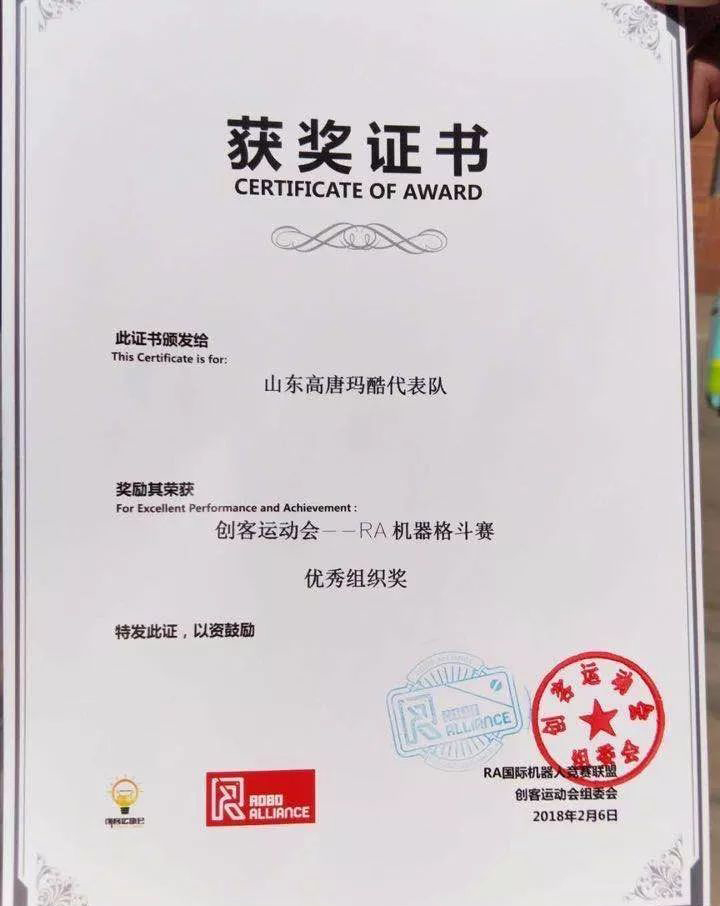 获奖证书
CERTIFICATE OF AWARD
此证书颁发给
This Certificate is for:
山东高唐玛酷代表队
奖励其荣获
For Excellent Performance and Achievement :
创客运动会——RA 机器格斗赛
优秀组织奖
特发此证，以资鼓励
ROBO
ALLIANCE
创客运动会
组委会
创客运动会
ROBO
ALLIANCE
RA国际机器人竞赛联盟
创客运动会组委会
2018年2月6日